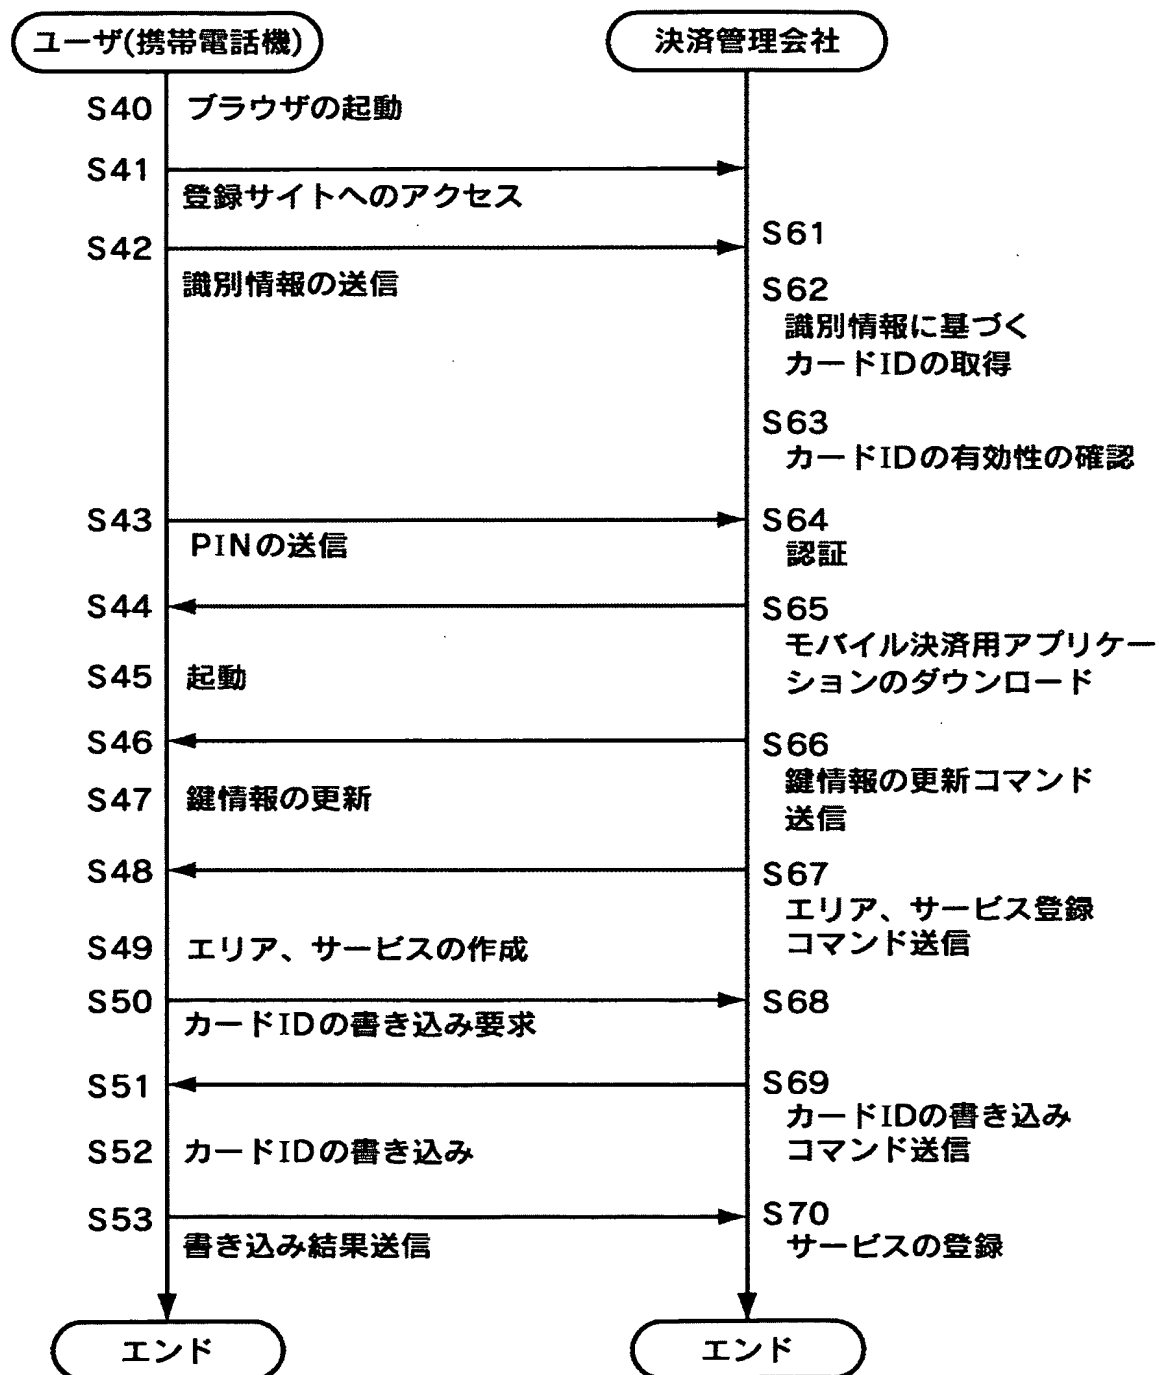 ユーザ(携帯電話機)
決済管理会社
S40 ブラウザの起動
S41
登録サイトへのアクセス
S42
S61
識別情報の送信
S62
識別情報に基づく
カードIDの取得
S63
カードIDの有効性の確認
S43
S64
PINの送信
認証
S44
S65
モバイル決済用アプリケー
ションのダウンロード
S45 起動
S46
S66
鍵情報の更新コマンド
送信
S47 鍵情報の更新
S48
S67
エリア、サービス登録
コマンド送信
S49 エリア、サービスの作成
S50
S68
カードIDの書き込み要求
S51
S69
カードIDの書き込み
コマンド送信
S52 カードIDの書き込み
S53
S70
書き込み結果送信
サービスの登録
エンド
エンド